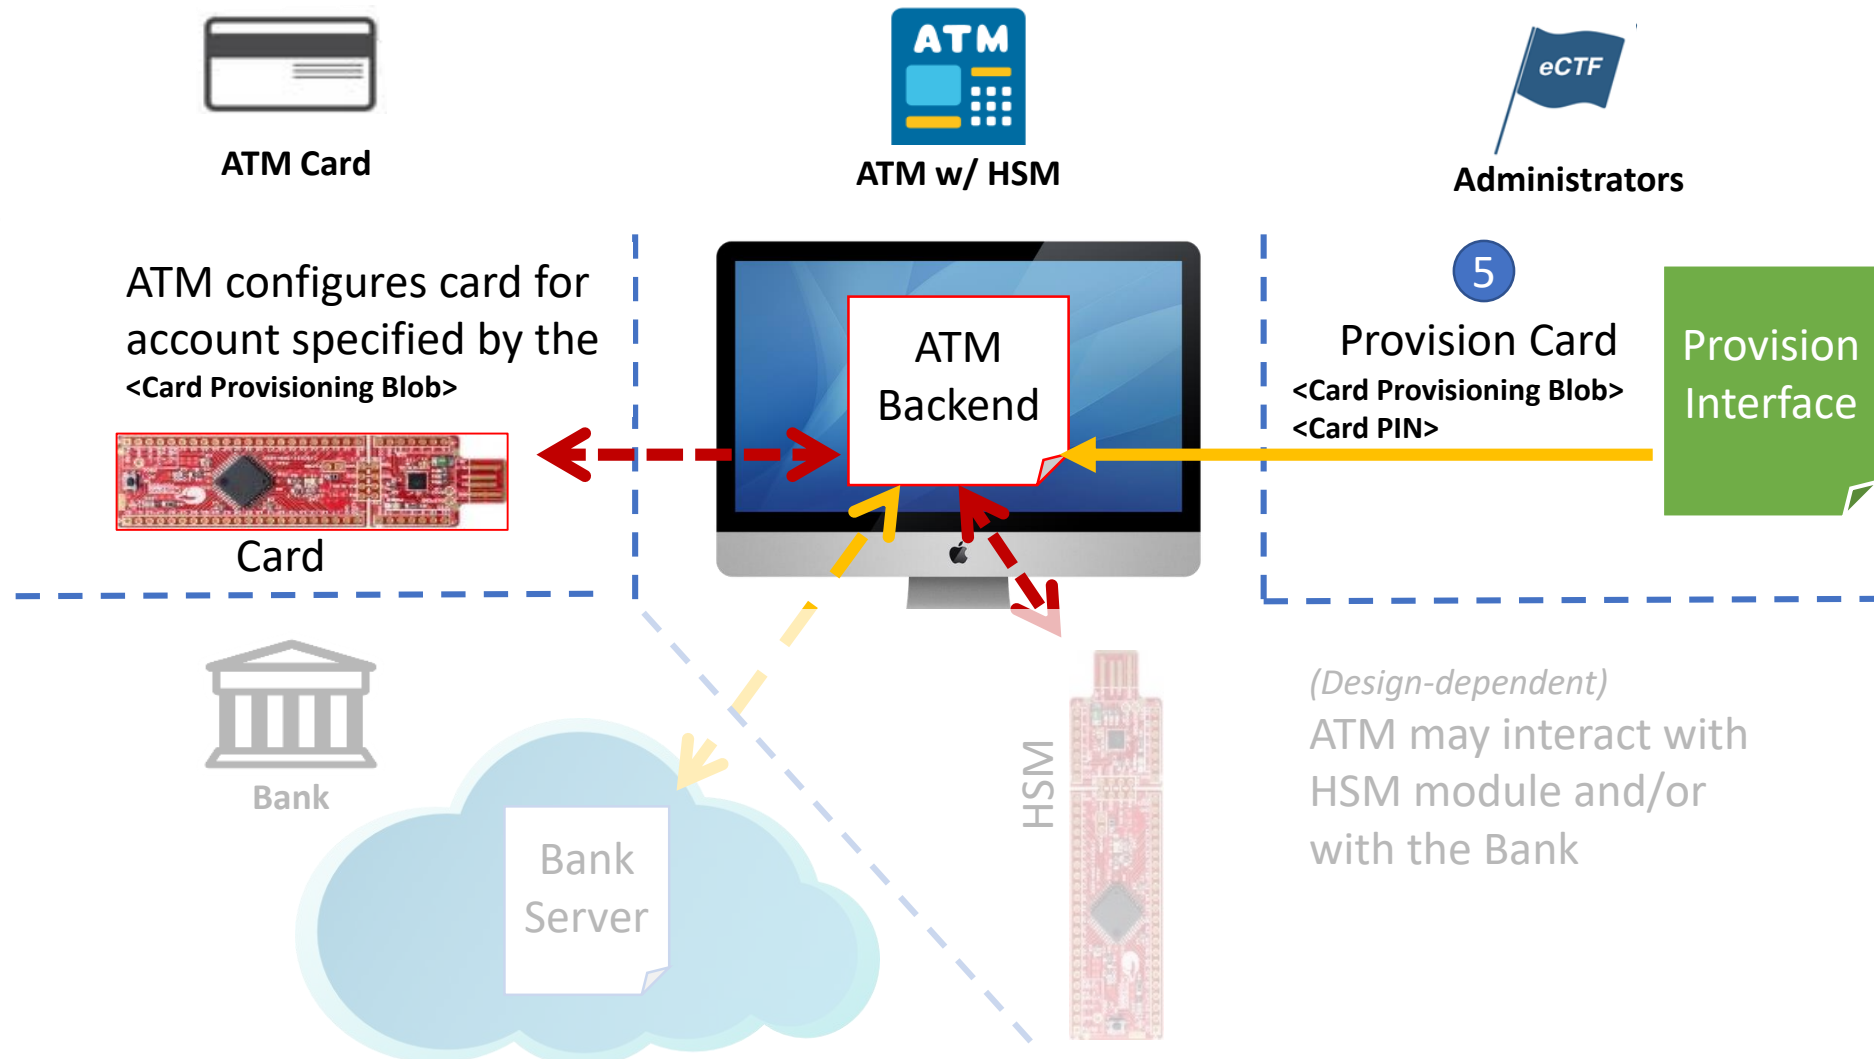 ATM
eCTF
ATM Card
ATM w/ HSM
Administrators
ATM configures card for
account specified by the
<Card Provisioning Blob>
Card
ATM
Backend
5
Provision Card
<Card Provisioning Blob>
<Card PIN>
Provision
Interface
Bank
Bank
Server
HSM
(Design-dependent)
ATM may interact with
HSM module and/or
with the Bank